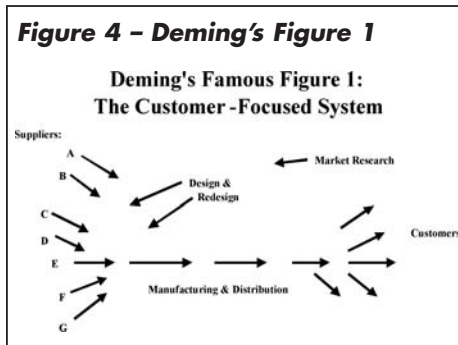 Figure 4 – Deming's Figure 1
Deming's Famous Figure 1:
The Customer -Focused System
Suppliers:
A
B
Market Research
Design &
Redesign
C
D
Customers
E
Manufacturing & Distribution
F
G